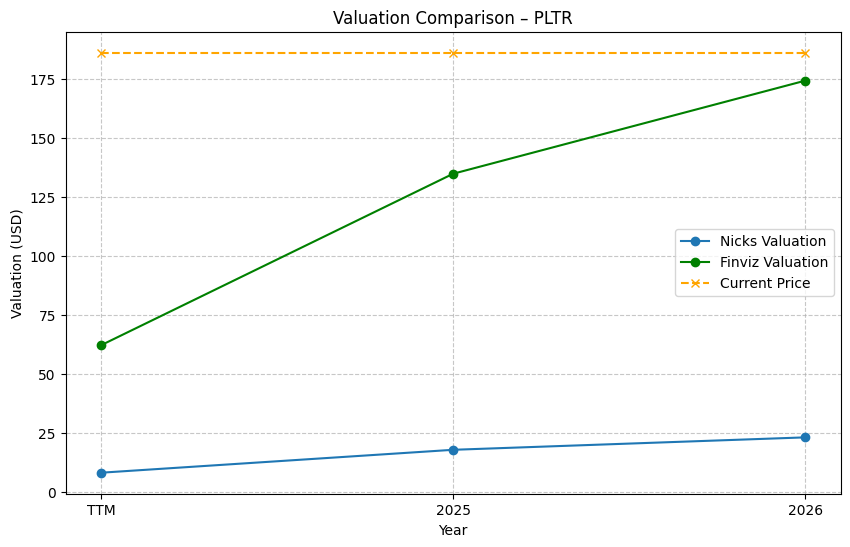 Valuation Comparison – PLTR
Valuation (USD)
175
150
125
100
75
50
25
0
Nicks Valuation
Finviz Valuation
Current Price
TTM 2025 2026
Year